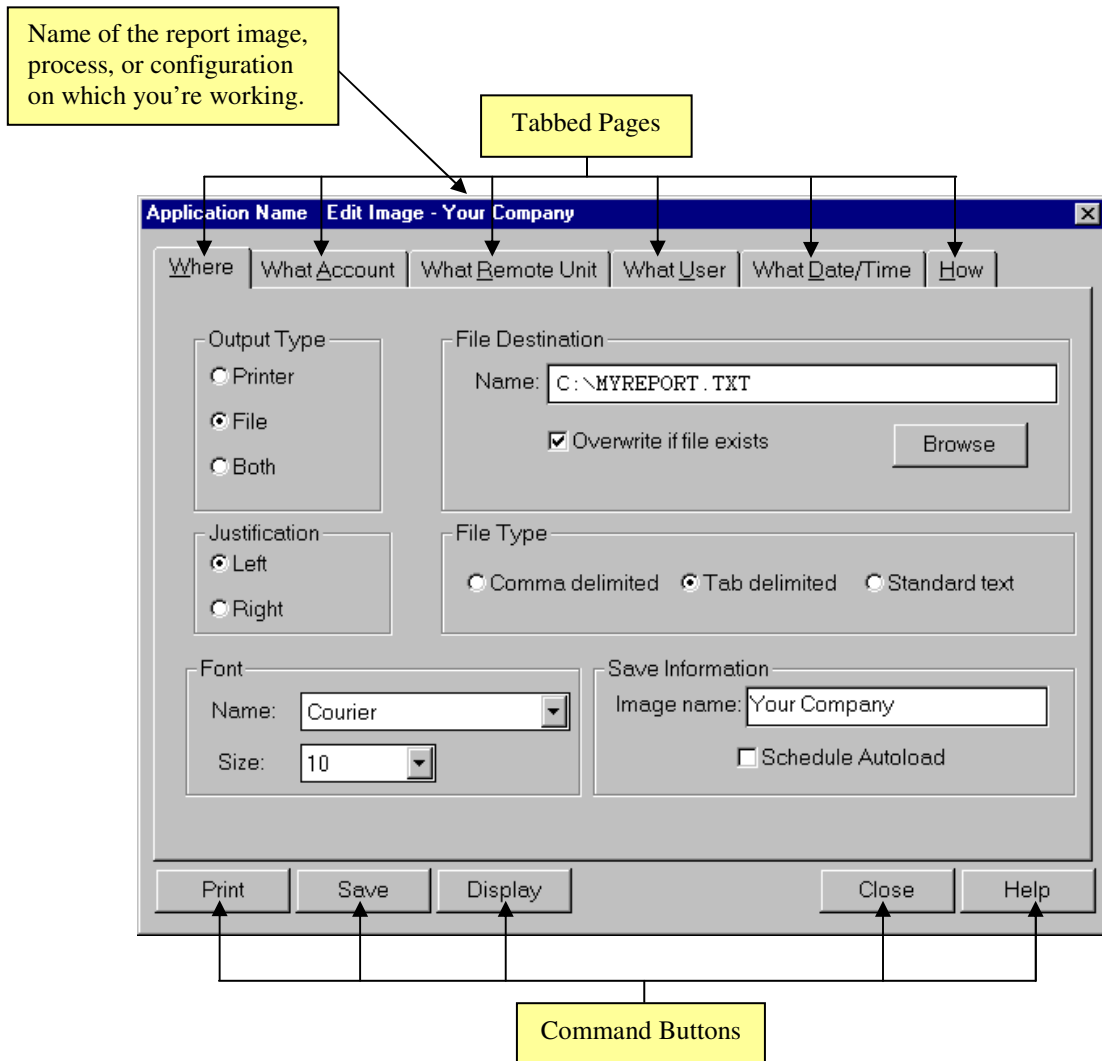 Name of the report image,
process, or configuration
on which you're working.
Tabbed Pages
Application Name Edit Image - Your Company
Where What Account What Remote Unit What User What Date/Time How
Output Type
Printer
File
Both
File Destination
Name: C:\MYREPORT.TXT
Overwrite if file exists Browse
Justification
Left
Right
File Type
Comma delimited Tab delimited Standard text
Font
Name: Courier
Size: 10
Save Information
Image name: Your Company
Schedule Autoload
Print Save Display Close Help
Command Buttons